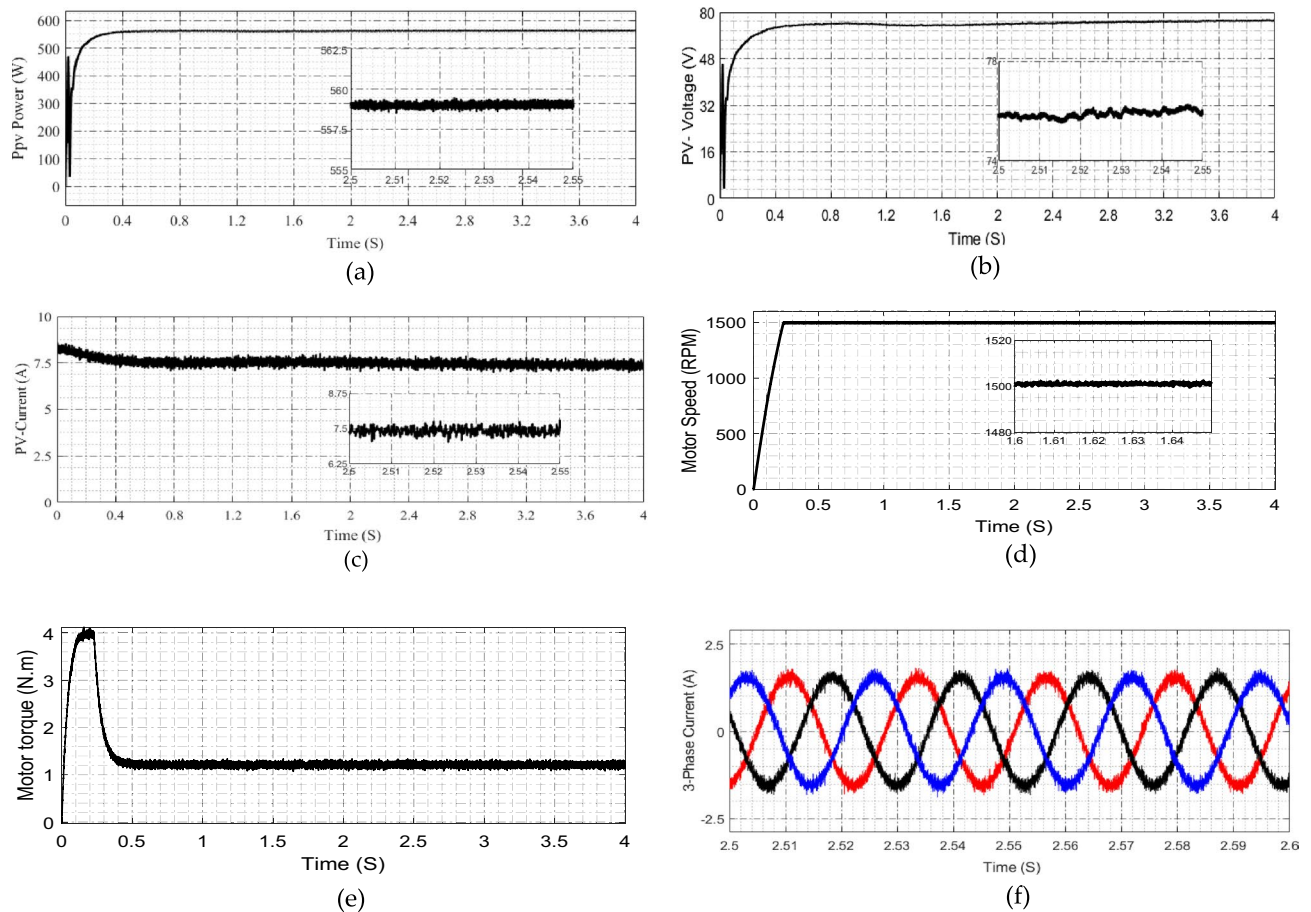 Ppv Power (W)
600
500
400
300
200
100
0
562.5
560
557.5
555
2.5 2.51 2.52 2.53 2.54 2.55
0 0.4 0.8 1.2 1.6 2 2.4 2.8 3.2 3.6 4
Time (S)
(a)
PV- Voltage (V)
80
64
48
32
16
0
78
74
2.5 2.51 2.52 2.53 2.54 2.55
0 0.4 0.8 1.2 1.6 2 2.4 2.8 3.2 3.6 4
Time (S)
(b)
PV-Current (A)
10
7.5
5
2.5
0
8.75
7.5
6.25
2.5 2.51 2.52 2.53 2.54 2.55
0 0.4 0.8 1.2 1.6 2 2.4 2.8 3.2 3.6 4
Time (S)
(c)
Motor Speed (RPM)
1500
1000
500
0
1520
1500
1480
1.6 1.61 1.62 1.63 1.64
0 0.5 1 1.5 2 2.5 3 3.5 4
Time (S)
(d)
Motor torque (N.m)
4
3
2
1
0
0 0.5 1 1.5 2 2.5 3 3.5 4
Time (S)
(e)
3-Phase Current (A)
2.5
0
-2.5
2.5 2.51 2.52 2.53 2.54 2.55 2.56 2.57 2.58 2.59 2.6
Time (S)
(f)